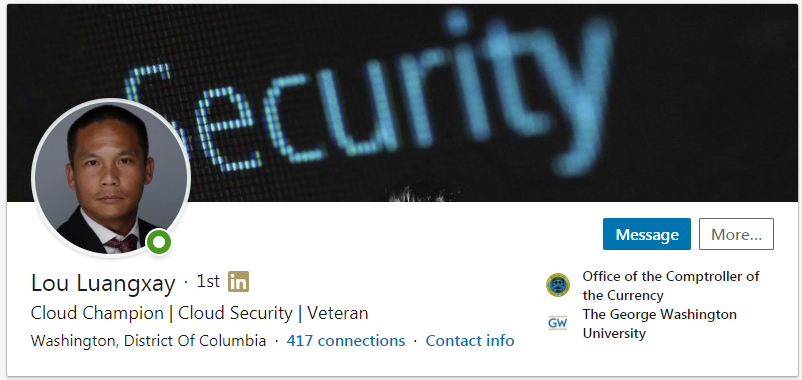 Security
Message
More...
Lou Luangxay · 1st in
Cloud Champion | Cloud Security | Veteran
Washington, District Of Columbia · 417 connections · Contact info
Office of the Comptroller of
the Currency
GW
The George Washington
University